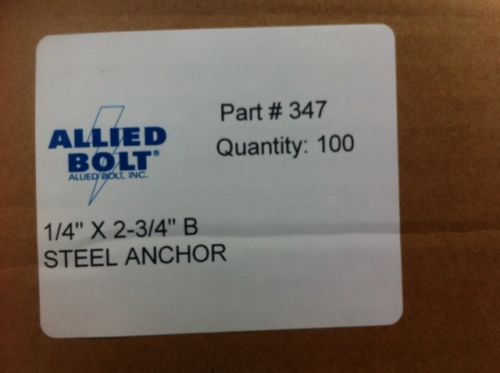 ALLIED
BOLT®
ALLIED BOLT, INC.
Part # 347
Quantity: 100
1/4" X 2-3/4" B
STEEL ANCHOR